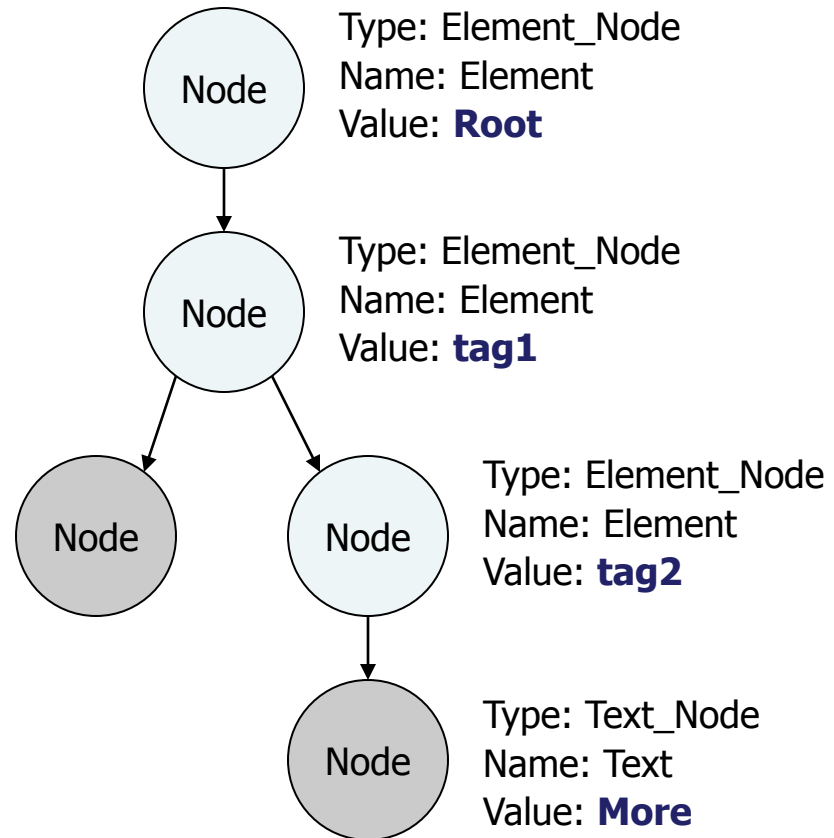 Node
Type: Element_Node
Name: Element
Value: Root
Node
Type: Element_Node
Name: Element
Value: tag1
Node
Node
Type: Element_Node
Name: Element
Value: tag2
Node
Type: Text_Node
Name: Text
Value: More